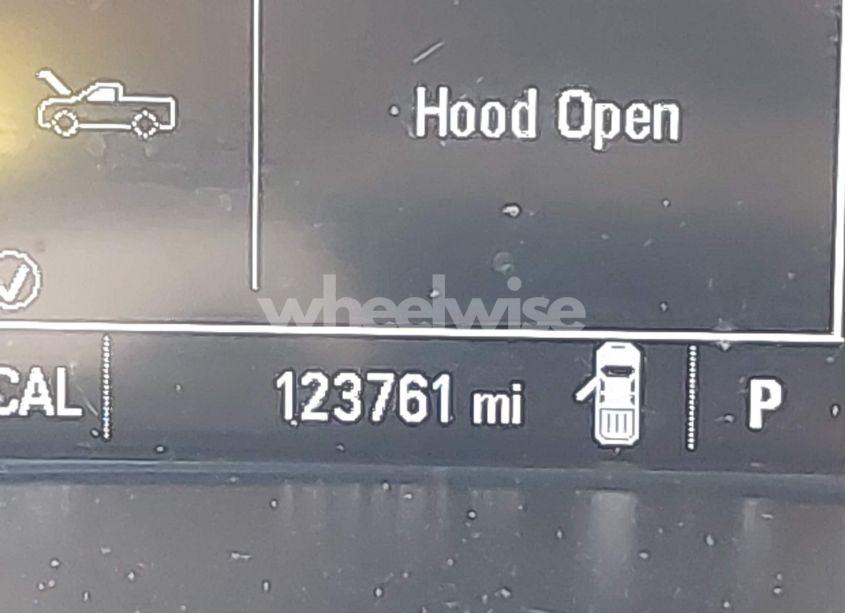 Hood Open
wheelwise
CAL 123761 mi P